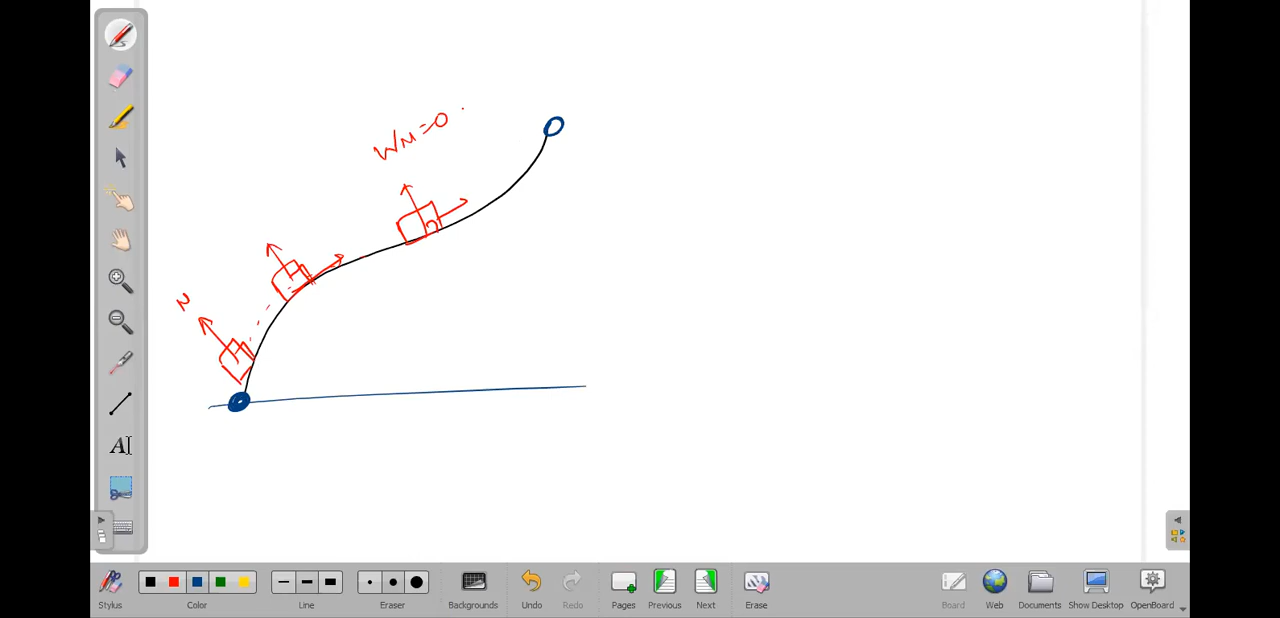 WN=0
N
A
Stylus
Color
Line
Eraser
Backgrounds
Undo
Redo
Pages
Previous
Next
Erase
Board
Web
Documents
Show Desktop
OpenBoard